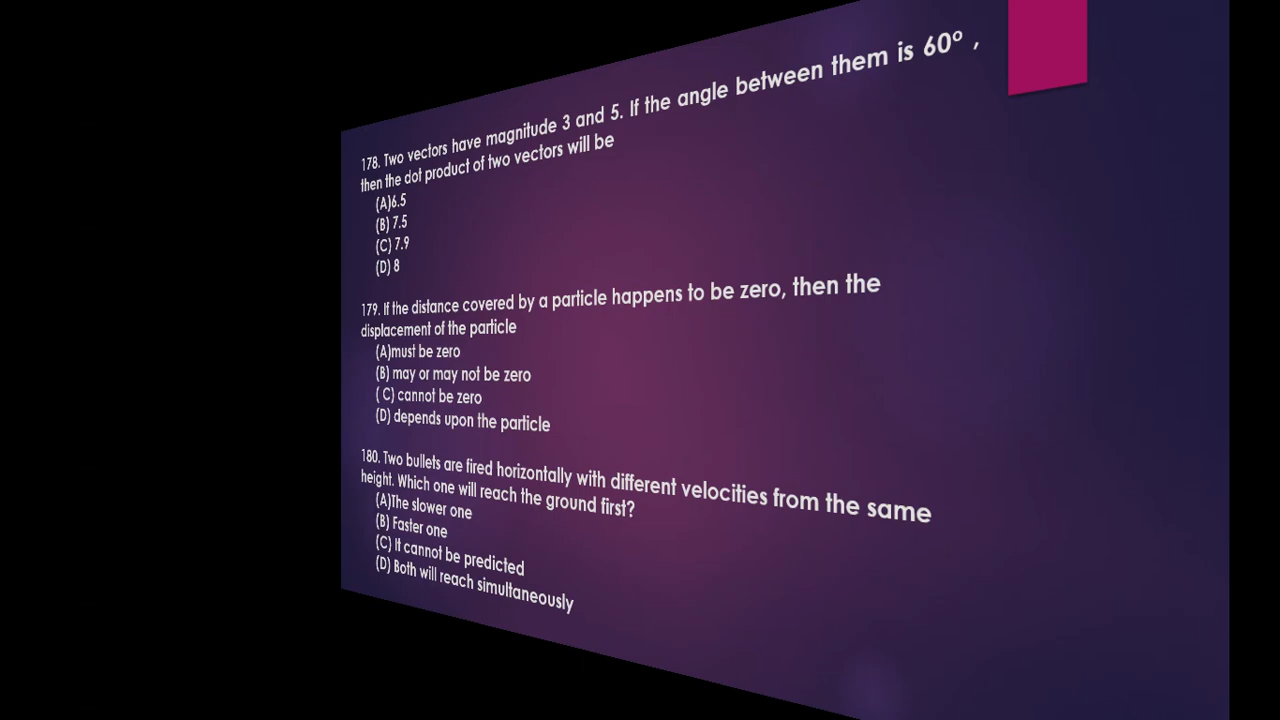 178. Two vectors have magnitude 3 and 5. If the angle between them is 60° ,
then the dot product of two vectors will be
(A)6.5
(B) 7.5
(C) 7.9
(D) 8
179. If the distance covered by a particle happens to be zero, then the
displacement of the particle
(A)must be zero
(B) may or may not be zero
( C) cannot be zero
(D) depends upon the particle
180. Two bullets are fired horizontally with different velocities from the same
height. Which one will reach the ground first?
(A)The slower one
(B) Faster one
(C) It cannot be predicted
(D) Both will reach simultaneously